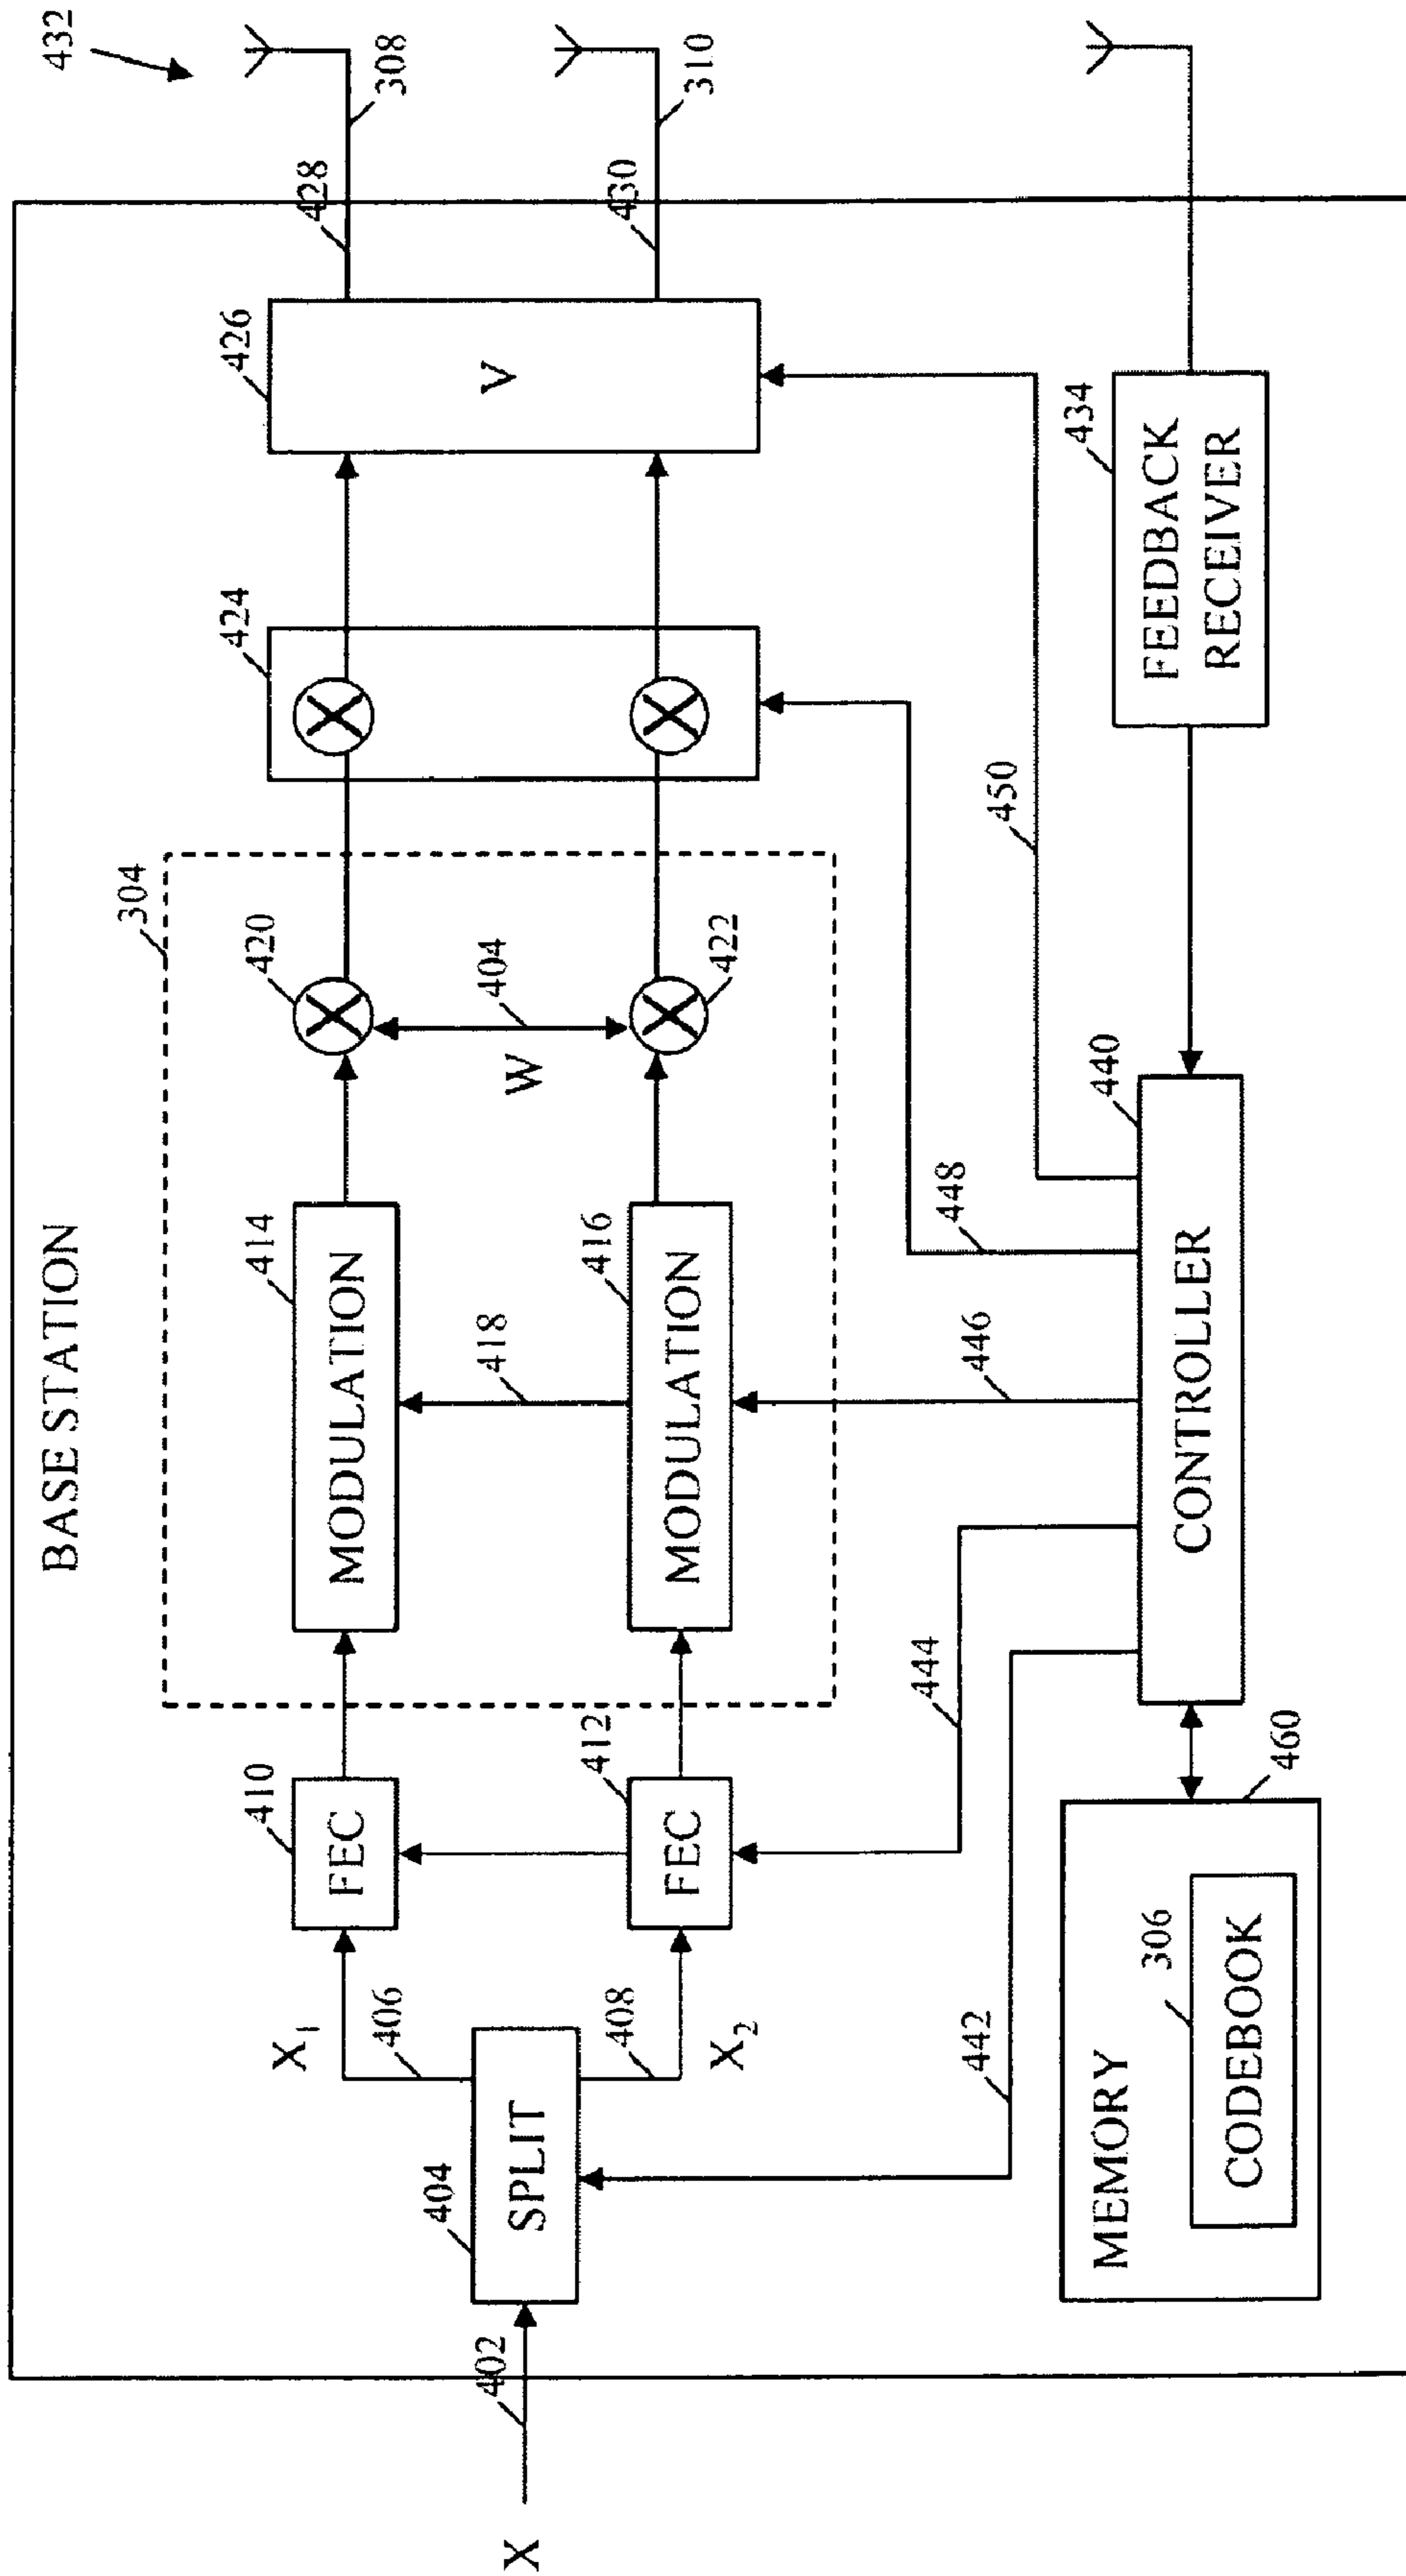 BASE STATION
432
X
402
404
SPLIT
X1
406
408
X2
410
FEC
412
FEC
304
414
MODULATION
418
416
MODULATION
420
W
404
422
424
426
V
428
308
430
310
442
444
446
448
450
MEMORY
306
CODEBOOK
460
440
CONTROLLER
434
FEEDBACK
RECEIVER